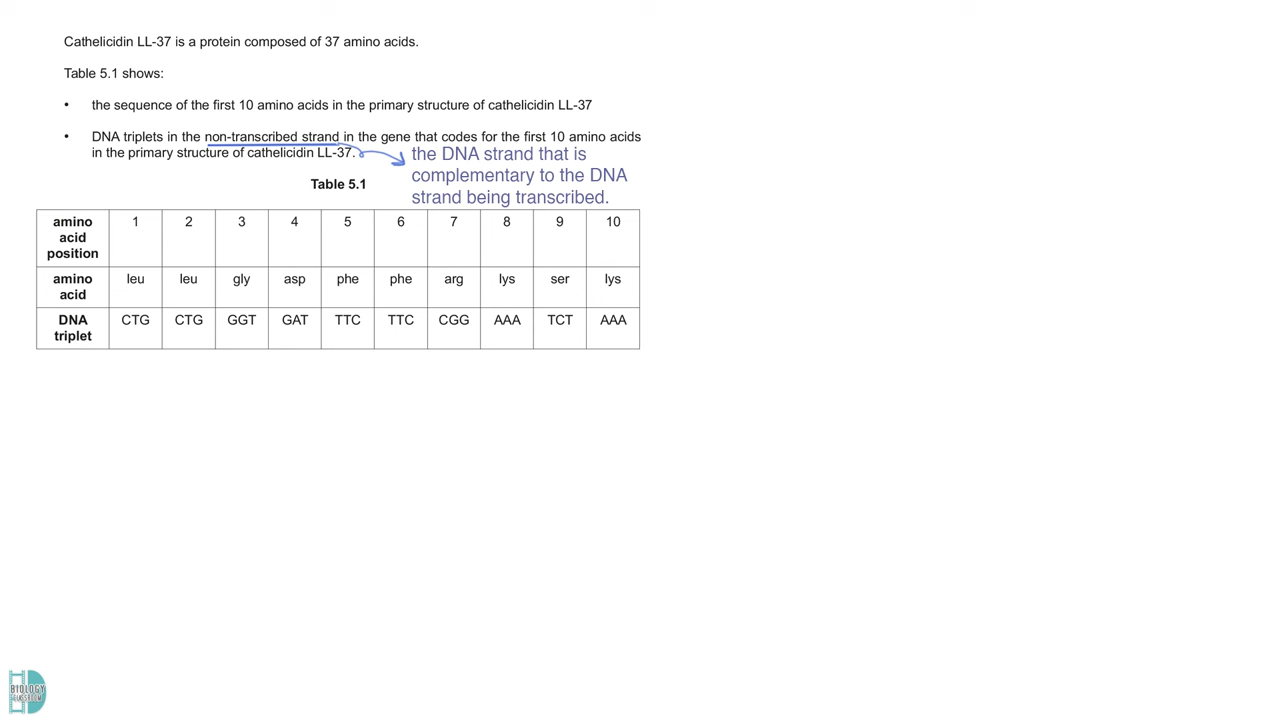 Cathelicidin LL-37 is a protein composed of 37 amino acids.
Table 5.1 shows:
• the sequence of the first 10 amino acids in the primary structure of cathelicidin LL-37
• DNA triplets in the non-transcribed strand in the gene that codes for the first 10 amino acids
in the primary structure of cathelicidin LL-37.
the DNA strand that is
complementary to the DNA
strand being transcribed.
Table 5.1
amino acid position 1 2 3 4 5 6 7 8 9 10
amino acid leu leu gly asp phe phe arg lys ser lys
DNA triplet CTG CTG GGT GAT TTC TTC CGG AAA TCT AAA
BIOLOGY
CLASSROOM